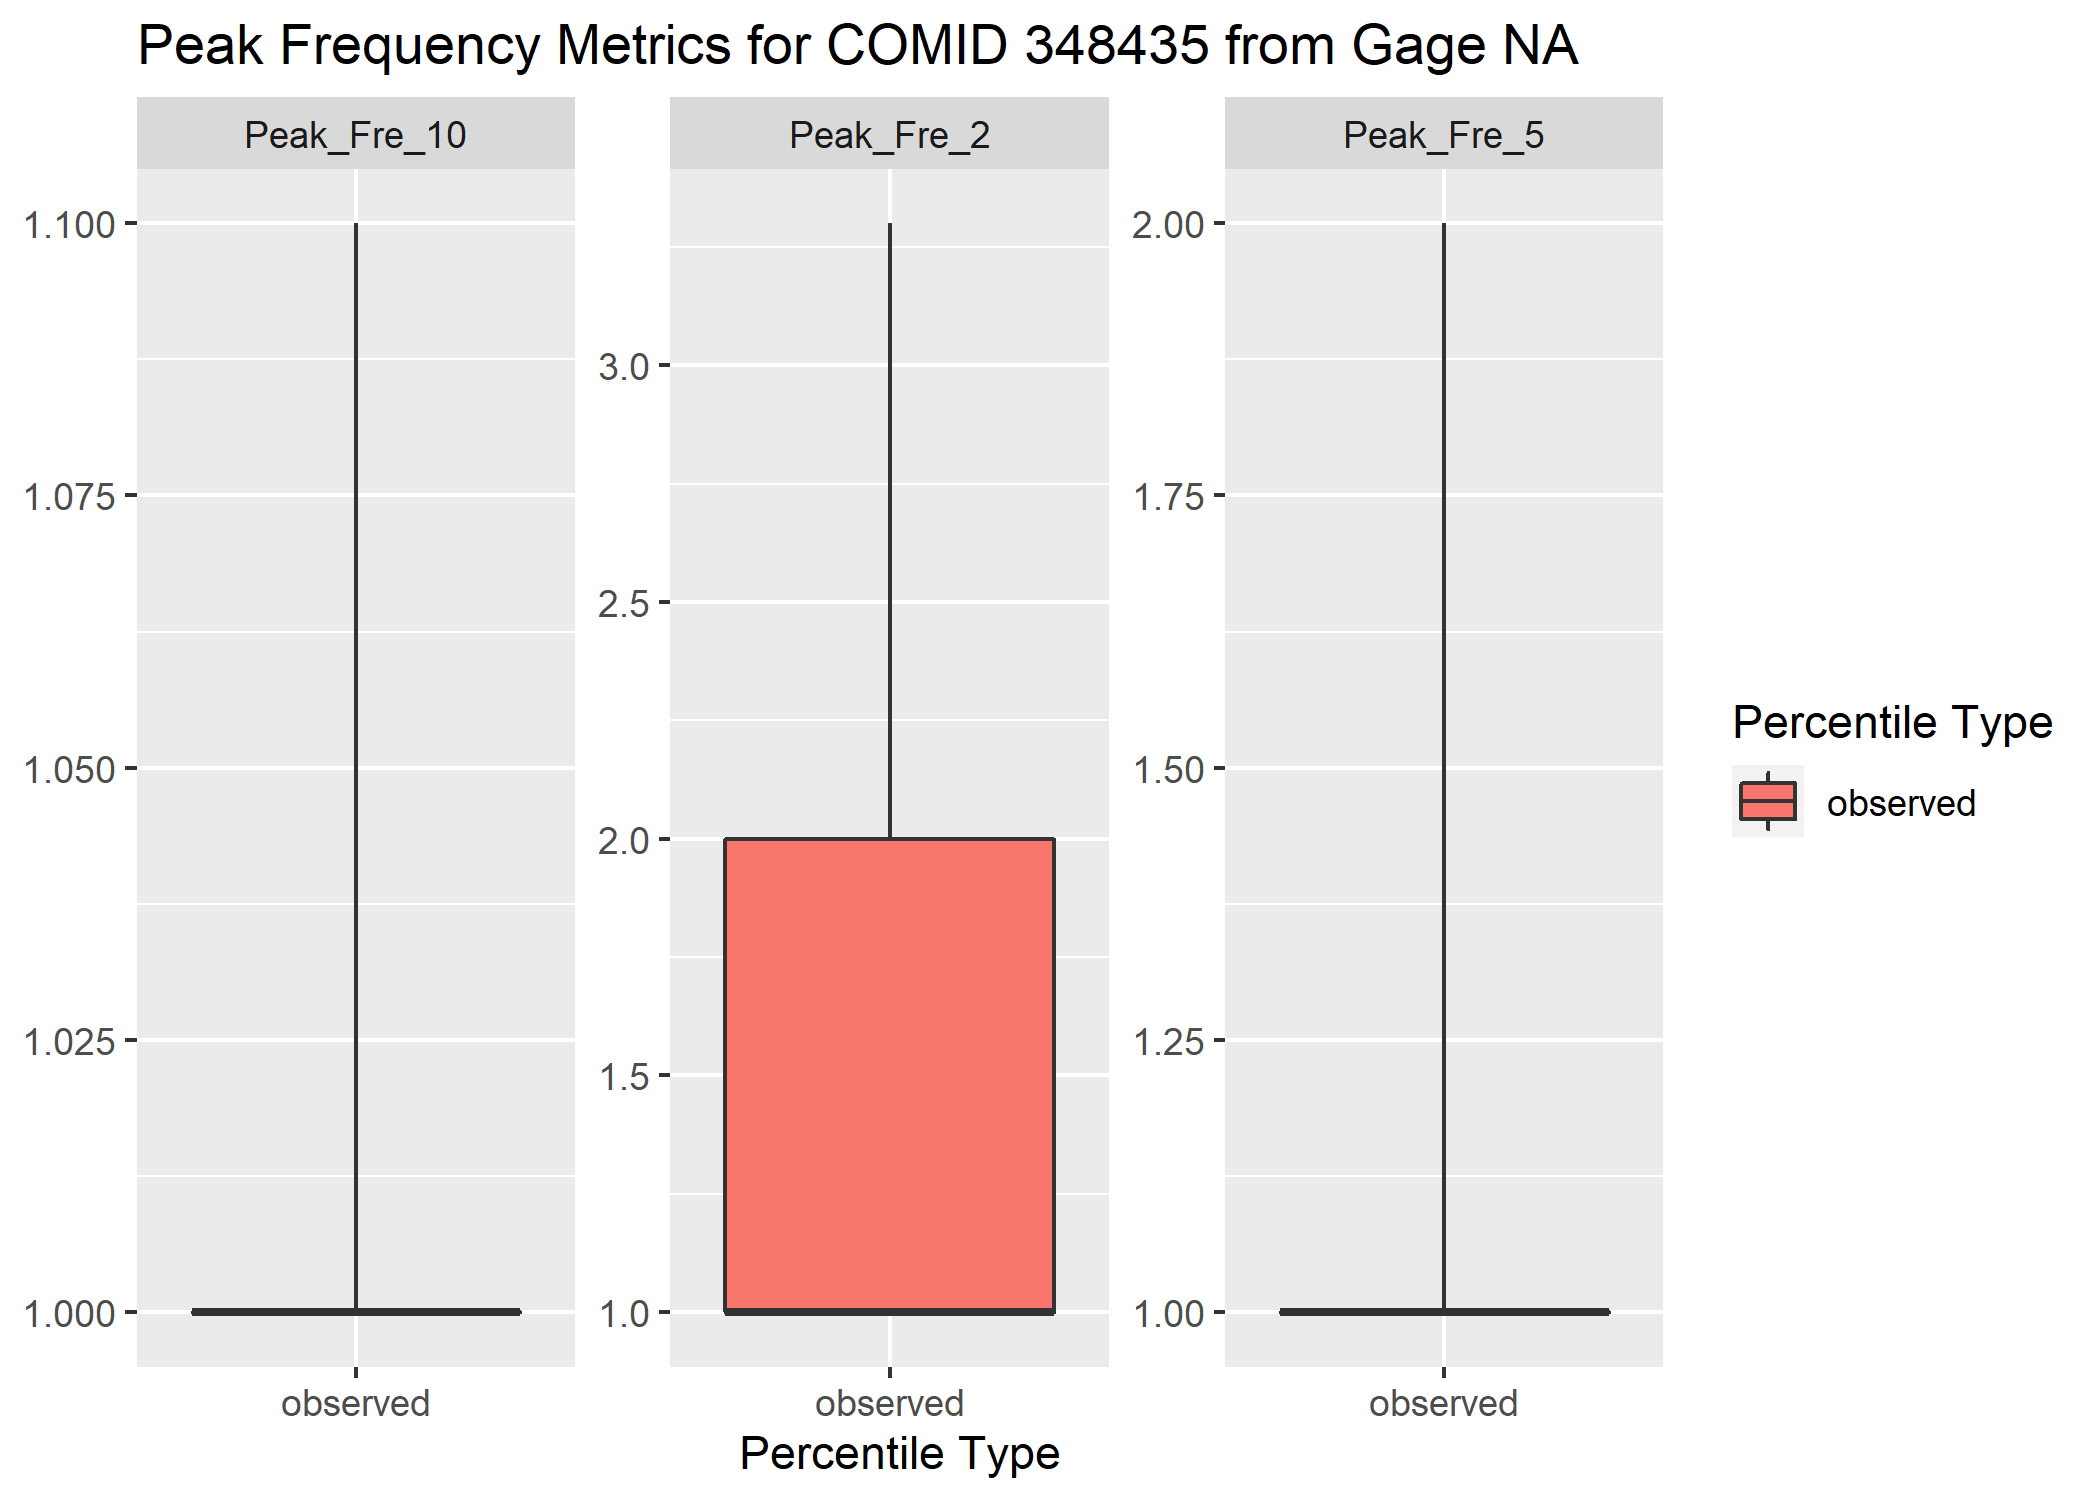 Peak Frequency Metrics for COMID 348435 from Gage NA
Peak_Fre_10
Peak_Fre_2
Peak_Fre_5
1.100
1.075
1.050
1.025
1.000
3.0
2.5
2.0
1.5
1.0
2.00
1.75
1.50
1.25
1.00
observed
observed
observed
Percentile Type
Percentile Type
observed